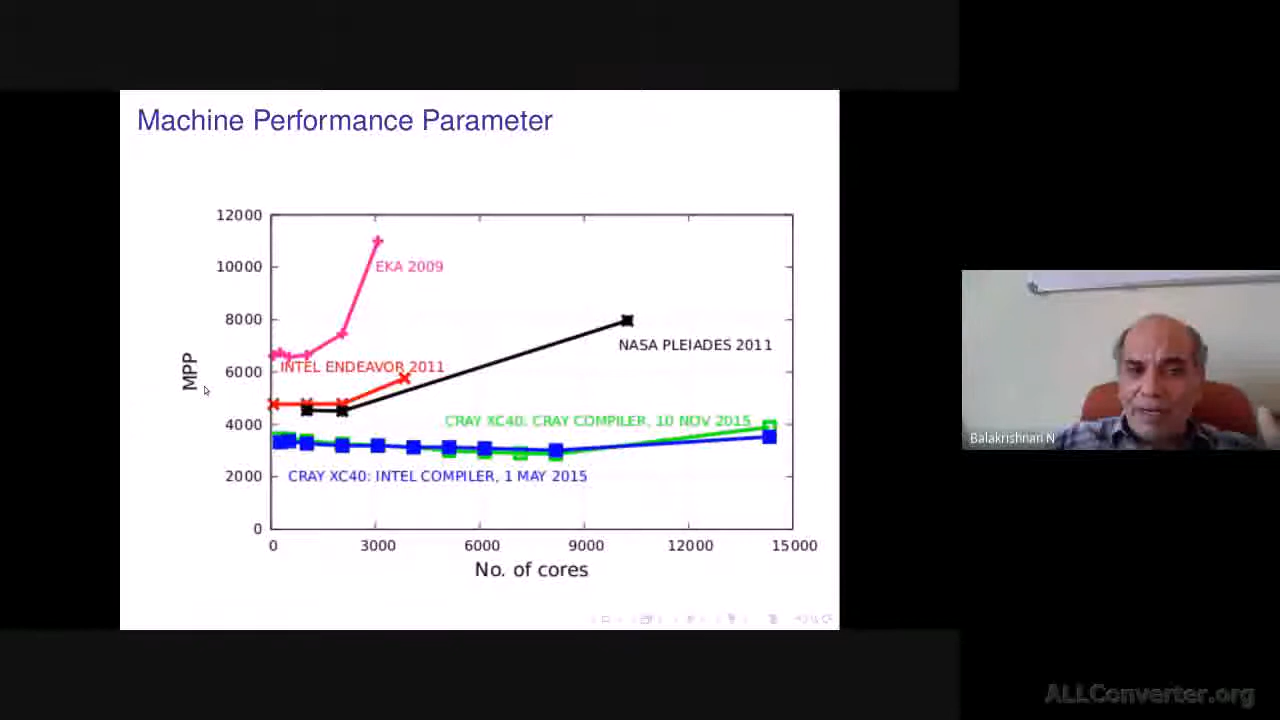 Machine Performance Parameter
12000
10000
8000
6000
4000
2000
0
MPP
EKA 2009
INTEL ENDEAVOR 2011
NASA PLEIADES 2011
CRAY XC40: CRAY COMPILER, 10 NOV 2015
CRAY XC40: INTEL COMPILER, 1 MAY 2015
0 3000 6000 9000 12000 15000
No. of cores
Balakrishnan N
ALLConverter.org